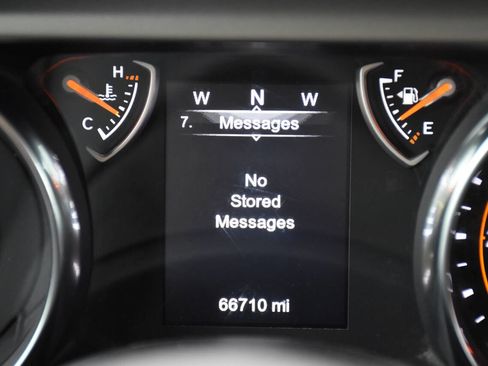 H
C
W N W
7. Messages
No
Stored
Messages
66710 mi
F
E